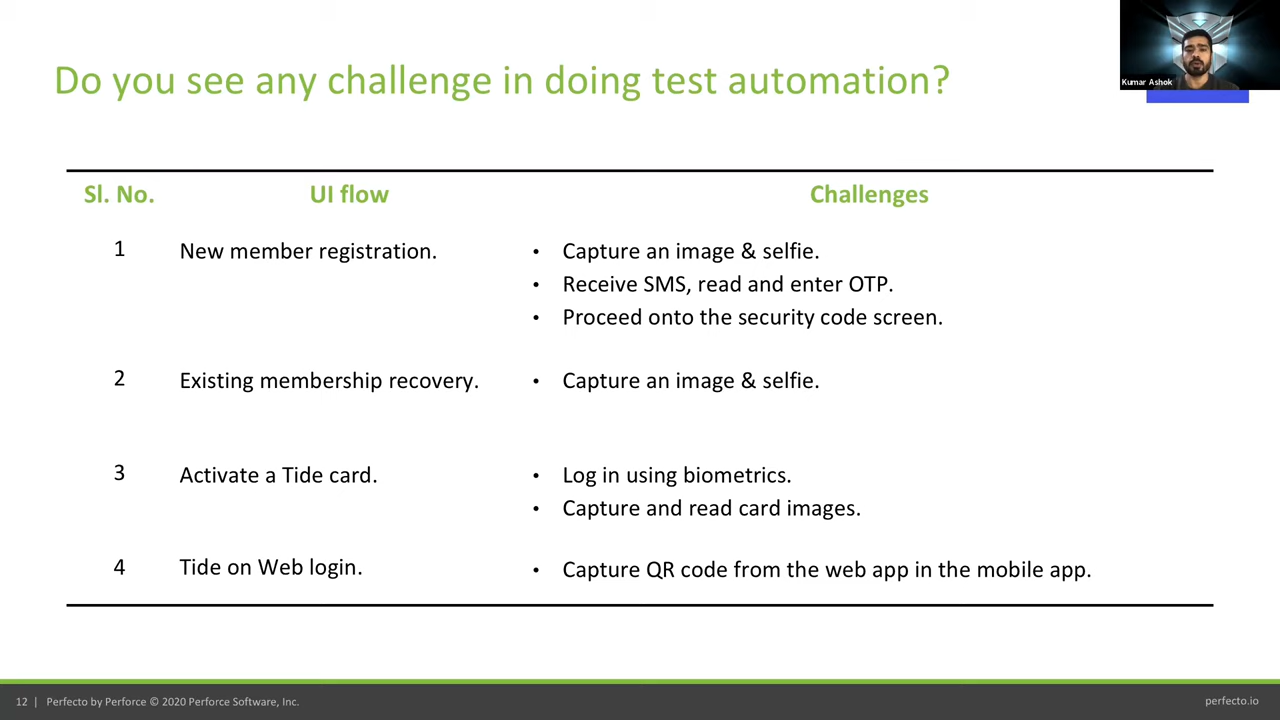 Do you see any challenge in doing test automation?
Kumar Ashok
Sl. No. UI flow Challenges
1 New member registration. • Capture an image & selfie.
• Receive SMS, read and enter OTP.
• Proceed onto the security code screen.
2 Existing membership recovery. • Capture an image & selfie.
3 Activate a Tide card. • Log in using biometrics.
• Capture and read card images.
4 Tide on Web login. • Capture QR code from the web app in the mobile app.
12 | Perfecto by Perforce © 2020 Perforce Software, Inc. perfecto.io